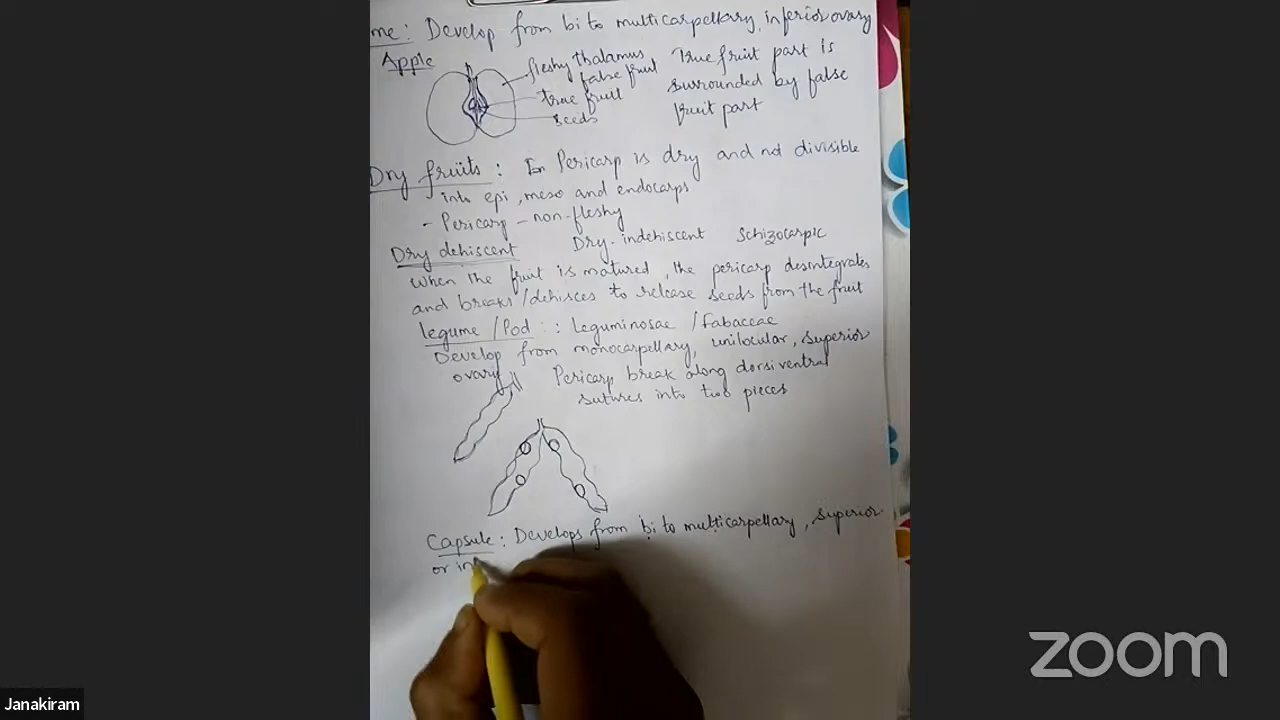 me: Develop from bi to multicarpellarry, inferior ovary
Apple
fleshy thalamus
false fruit
true fruit
seeds
True fruit part is
surrounded by false
fruit part
Dry fruits : Pericarp is dry and not divisible
into epi, meso and endocarps
- Pericarp - non-fleshy
Dry dehiscent Dry-indehiscent Schizocarpic
When the fruit is matured, the pericarp desintegrates
and breaks/dehisces to release seeds from the fruit
legume/Pod : : Leguminosae/Fabaceae
Develop from monocarpellary, unilocular, superior
ovary Pericarp break along dorsiventral
sutures into two pieces
Capsule : Develops from bi to multicarpellary, superior
or in
zoom
Janakiram